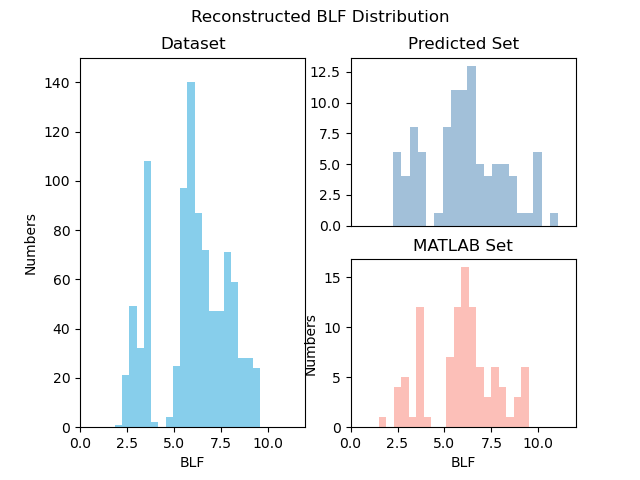 Reconstructed BLF Distribution
Dataset
140
120
100
80
60
40
20
0
Numbers
0.0 2.5 5.0 7.5 10.0
BLF
Predicted Set
12.5
10.0
7.5
5.0
2.5
0.0
MATLAB Set
15
10
5
0
Numbers
0.0 2.5 5.0 7.5 10.0
BLF